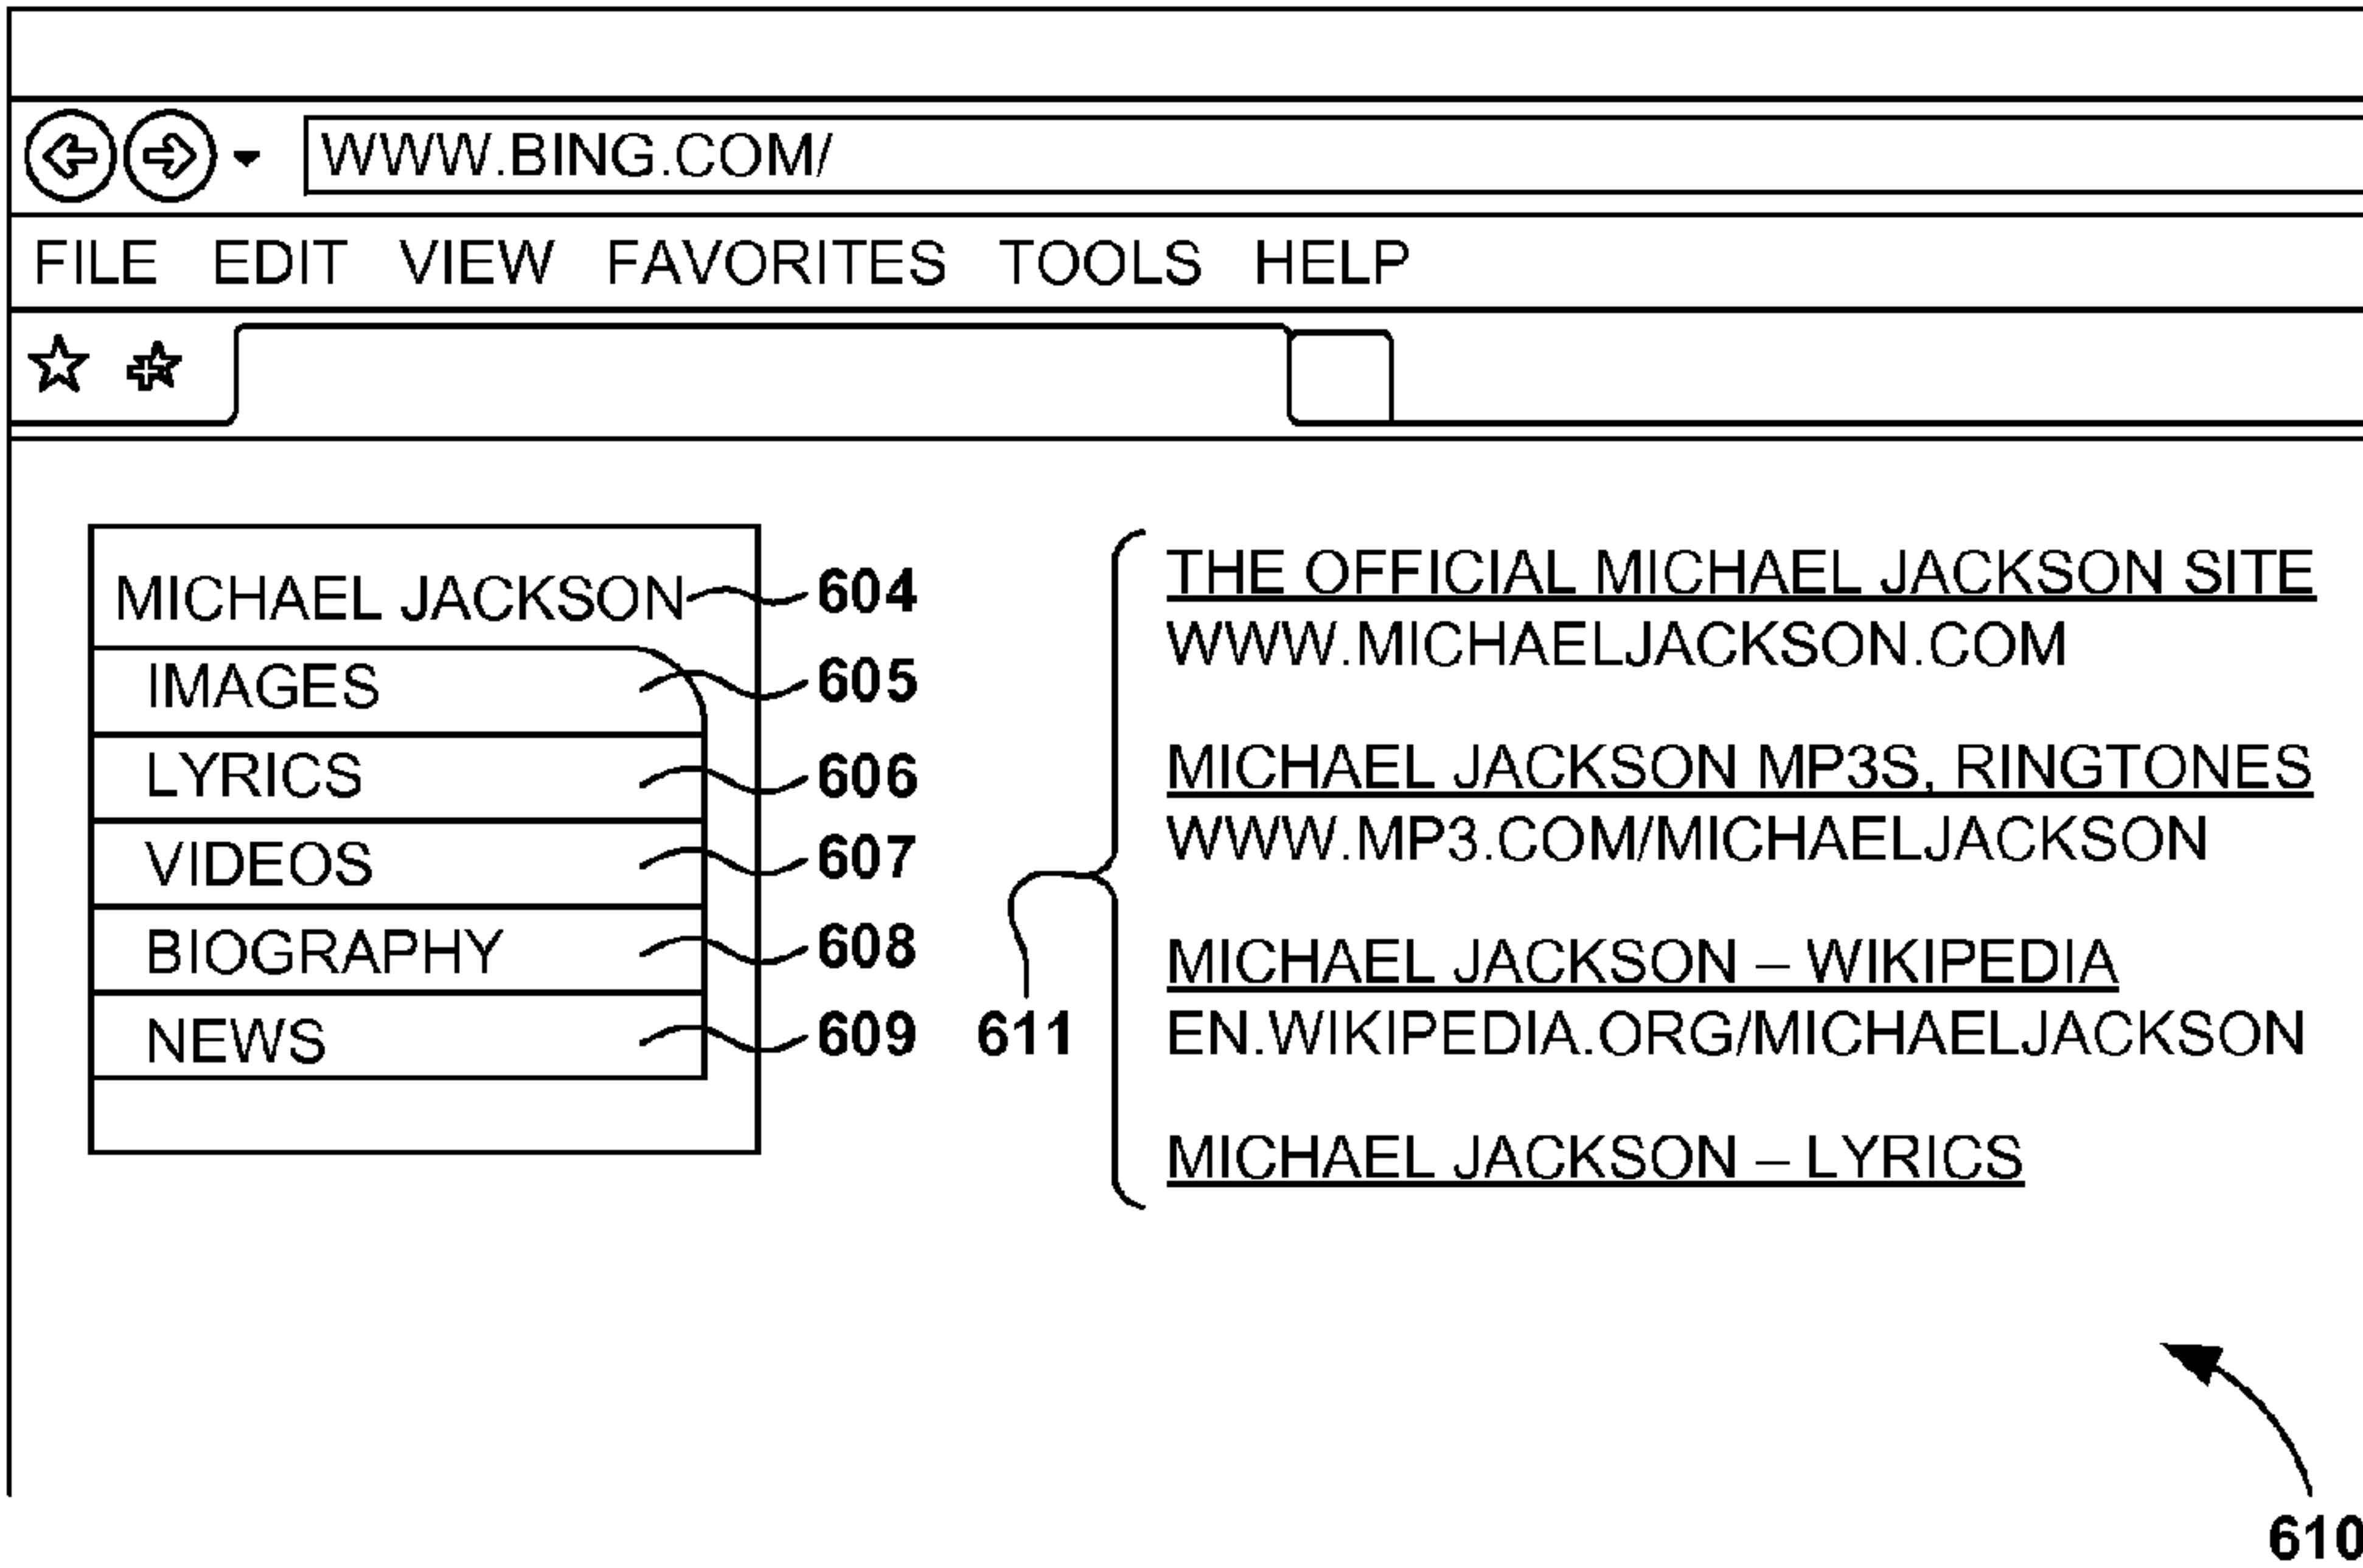 WWW.BING.COM/
FILE EDIT VIEW FAVORITES TOOLS HELP
MICHAEL JACKSON 604
IMAGES 605
LYRICS 606
VIDEOS 607
BIOGRAPHY 608
NEWS 609
611
THE OFFICIAL MICHAEL JACKSON SITE
WWW.MICHAELJACKSON.COM
MICHAEL JACKSON MP3S, RINGTONES
WWW.MP3.COM/MICHAELJACKSON
MICHAEL JACKSON – WIKIPEDIA
EN.WIKIPEDIA.ORG/MICHAELJACKSON
MICHAEL JACKSON – LYRICS
610